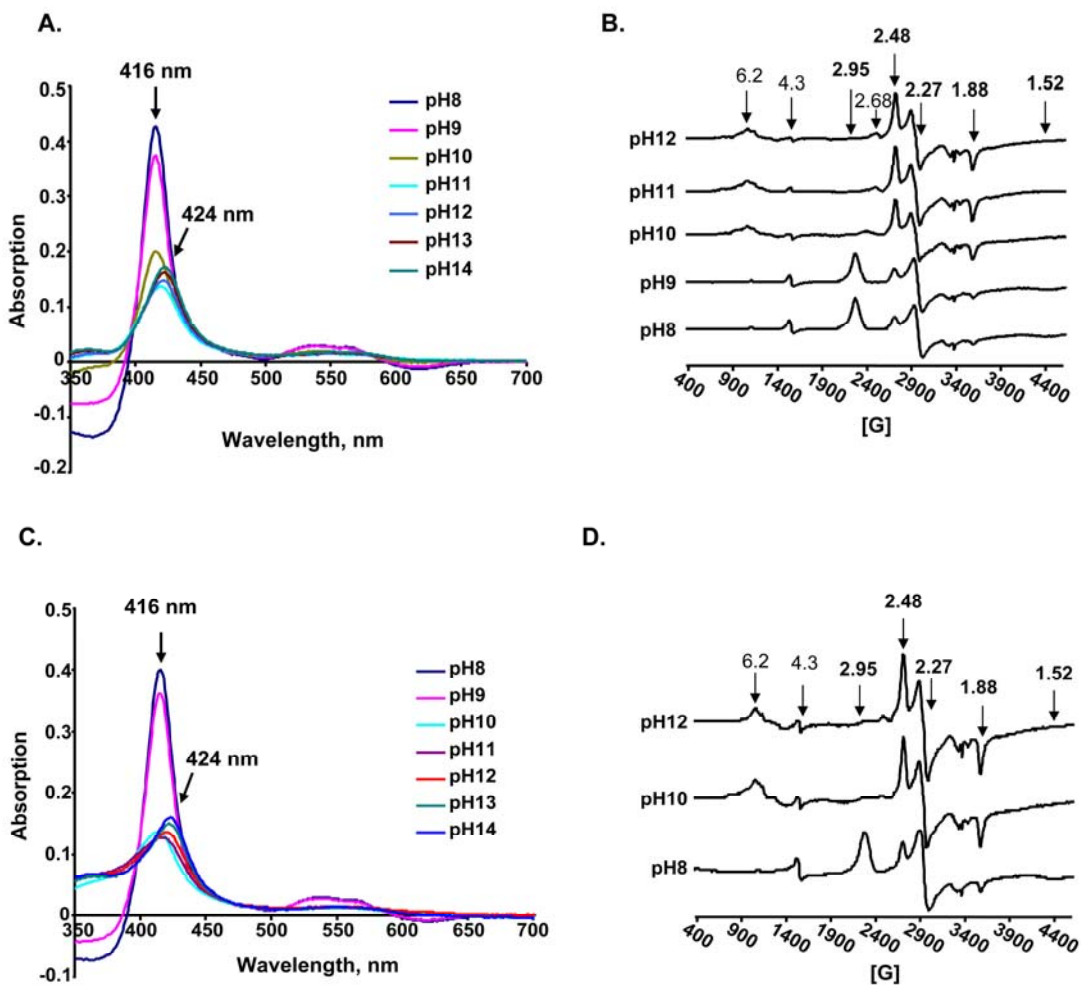 A.
416 nm
424 nm
0.5
0.4
0.3
0.2
0.1
0
-0.1
-0.2
Absorption
350
400
450
500
550
600
650
700
Wavelength, nm
pH8
pH9
pH10
pH11
pH12
pH13
pH14
B.
2.48
6.2
4.3
2.95
2.68
2.27
1.88
1.52
pH12
pH11
pH10
pH9
pH8
400
900
1400
1900
2400
2900
3400
3900
4400
[G]
C.
416 nm
424 nm
0.5
0.4
0.3
0.2
0.1
0
-0.1
Absorption
350
400
450
500
550
600
650
700
Wavelength, nm
pH8
pH9
pH10
pH11
pH12
pH13
pH14
D.
2.48
6.2
4.3
2.95
2.27
1.88
1.52
pH12
pH10
pH8
400
900
1400
1900
2400
2900
3400
3900
4400
[G]